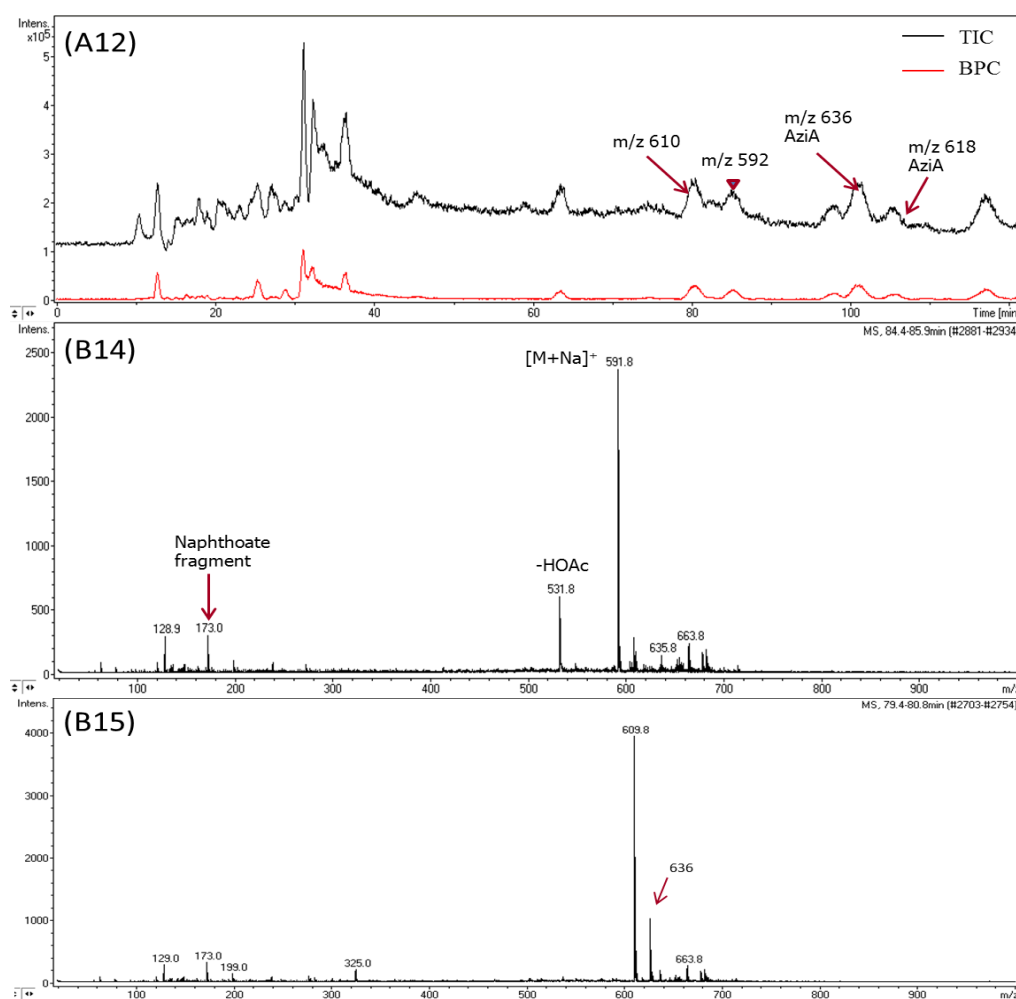 Intens.
x10⁵
(A12)
TIC
BPC
5
4
3
2
1
0
m/z 610
m/z 592
m/z 636
AziA
m/z 618
AziA
0 20 40 60 80 100 Time [min]
Intens.
MS, 84.4-85.9min (#2881-#2934)
(B14)
2500
2000
1500
1000
500
0
[M+Na]⁺
591.8
Naphthoate
fragment
-HOAc
531.8
128.9
173.0
635.8
663.8
100 200 300 400 500 600 700 800 900 m/z
Intens.
MS, 79.4-80.8min (#2703-#2754)
(B15)
4000
3000
2000
1000
0
609.8
636
129.0
173.0
199.0
325.0
663.8
100 200 300 400 500 600 700 800 900 m/z